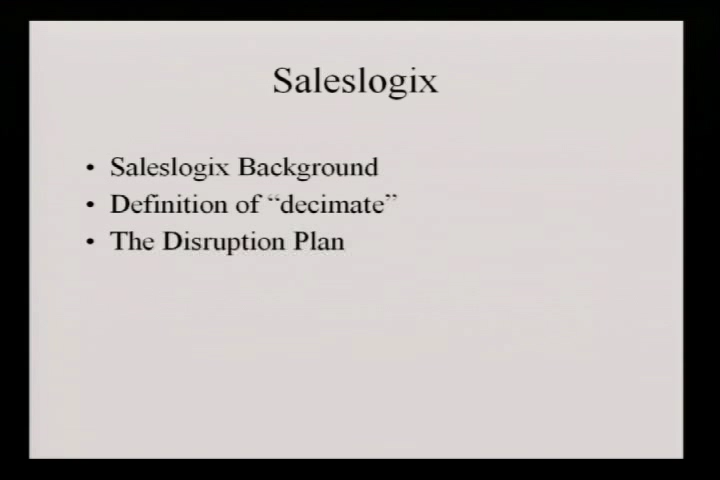 Saleslogix
• Saleslogix Background
• Definition of “decimate”
• The Disruption Plan